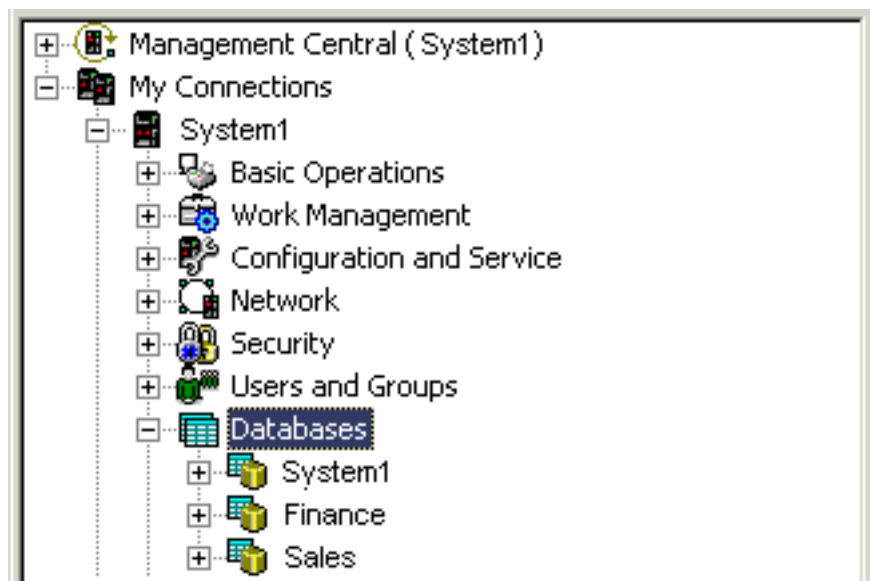 Management Central ( System1)
My Connections
System1
Basic Operations
Work Management
Configuration and Service
Network
Security
Users and Groups
Databases
System1
Finance
Sales